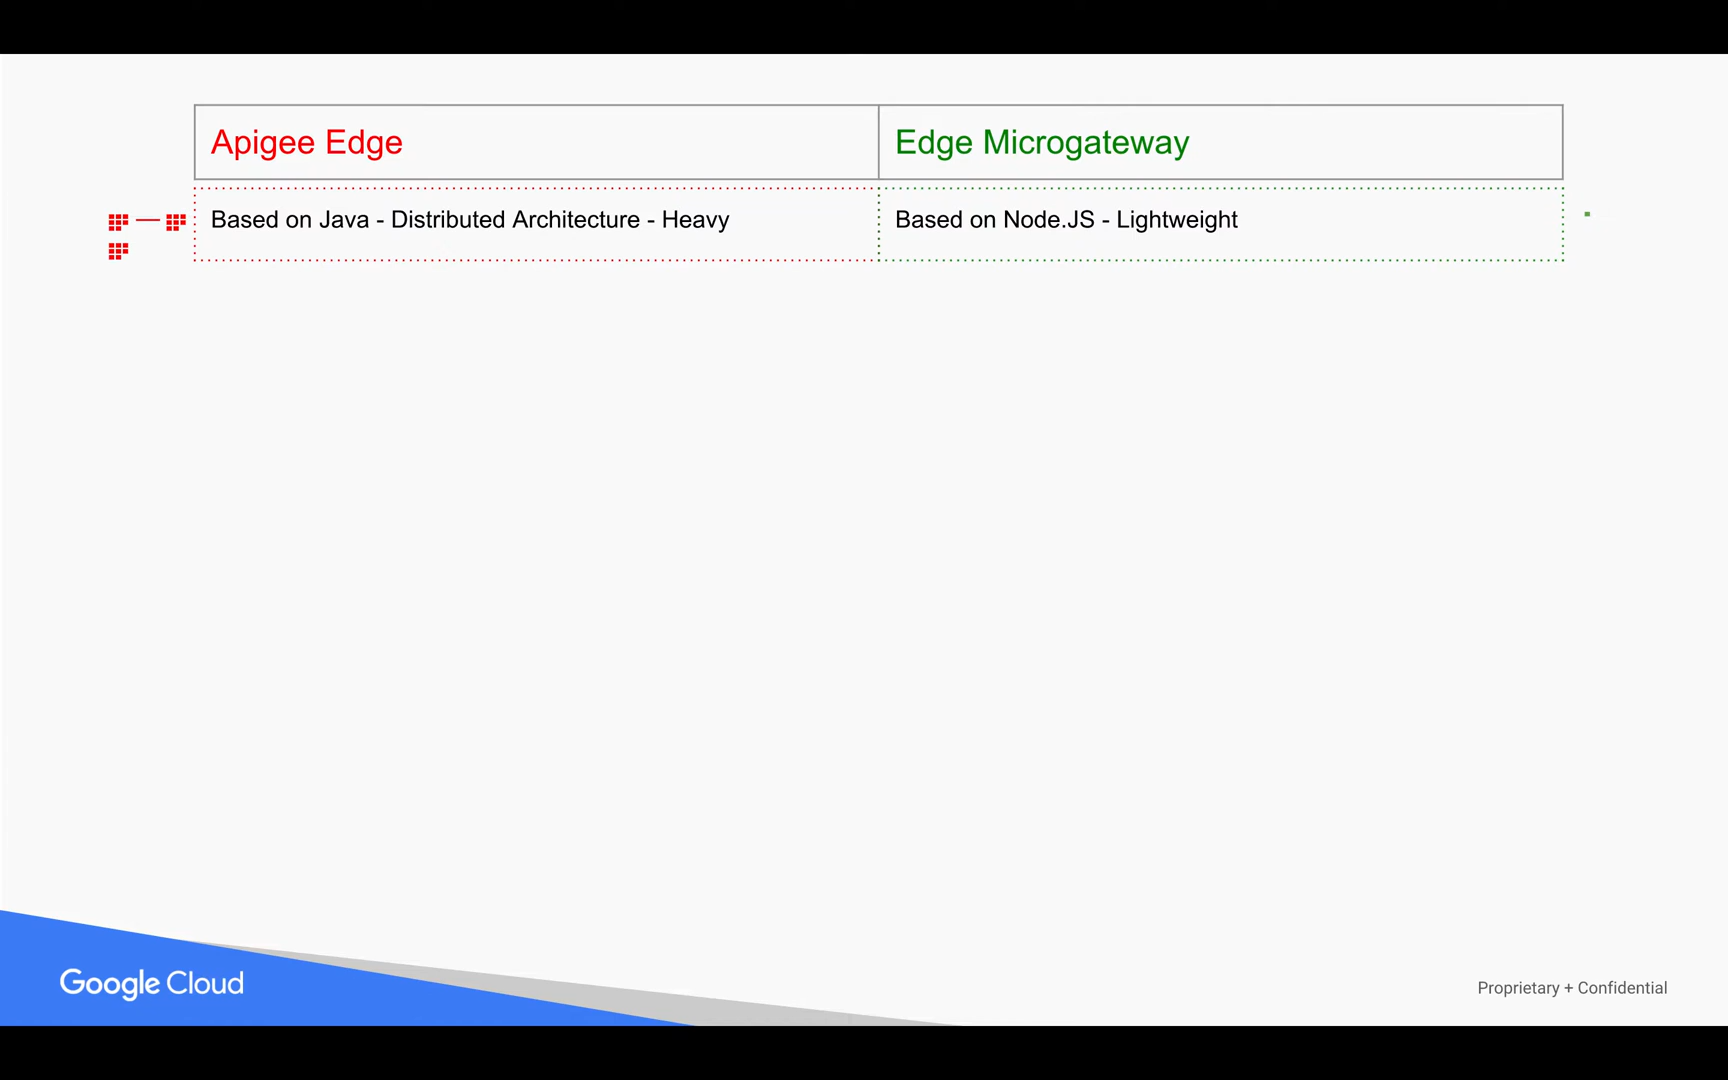 Apigee Edge
Edge Microgateway
Based on Java - Distributed Architecture - Heavy
Based on Node.JS - Lightweight
Google Cloud
Proprietary + Confidential